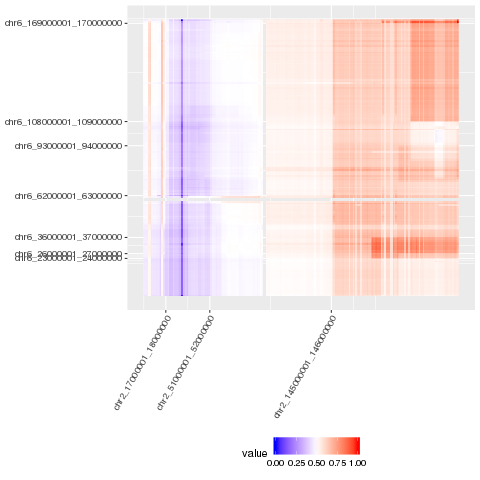 chr6_169000001_170000000
chr6_108000001_109000000
chr6_93000001_94000000
chr6_62000001_63000000
chr6_36000001_37000000
chr2_17000001_18000000
chr2_51000001_52000000
chr2_145000001_146000000
value
0.00 0.25 0.50 0.75 1.00